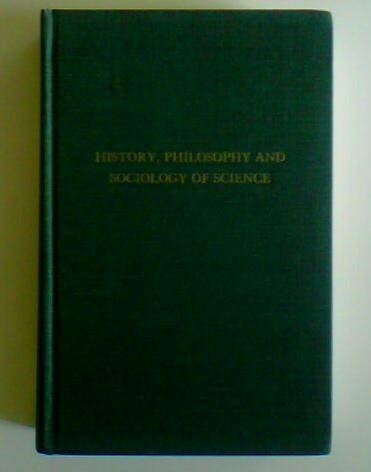 HISTORY, PHILOSOPHY AND
SOCIOLOGY OF SCIENCE